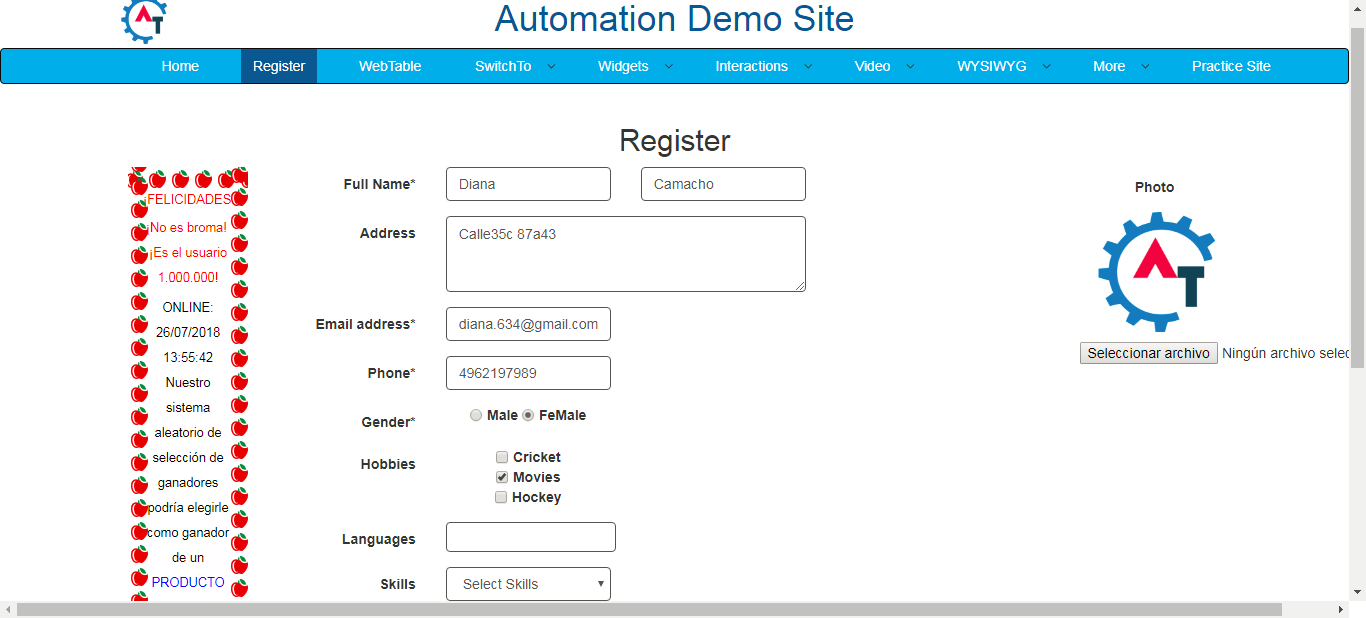 Automation Demo Site
Home Register WebTable SwitchTo Widgets Interactions Video WYSIWYG More Practice Site
Register
¡FELICIDADES
¡No es broma!
¡Es el usuario
1.000.000!
ONLINE:
26/07/2018
13:55:42
Nuestro
sistema
aleatorio de
selección de
ganadores
podría elegirle
como ganador
de un
PRODUCTO
Full Name* Diana Camacho
Address Calle35c 87a43
Email address* diana.634@gmail.com
Phone* 4962197989
Gender* Male FeMale
Hobbies Cricket
Movies
Hockey
Languages
Skills Select Skills
Photo
AT
Seleccionar archivo Ningún archivo selec